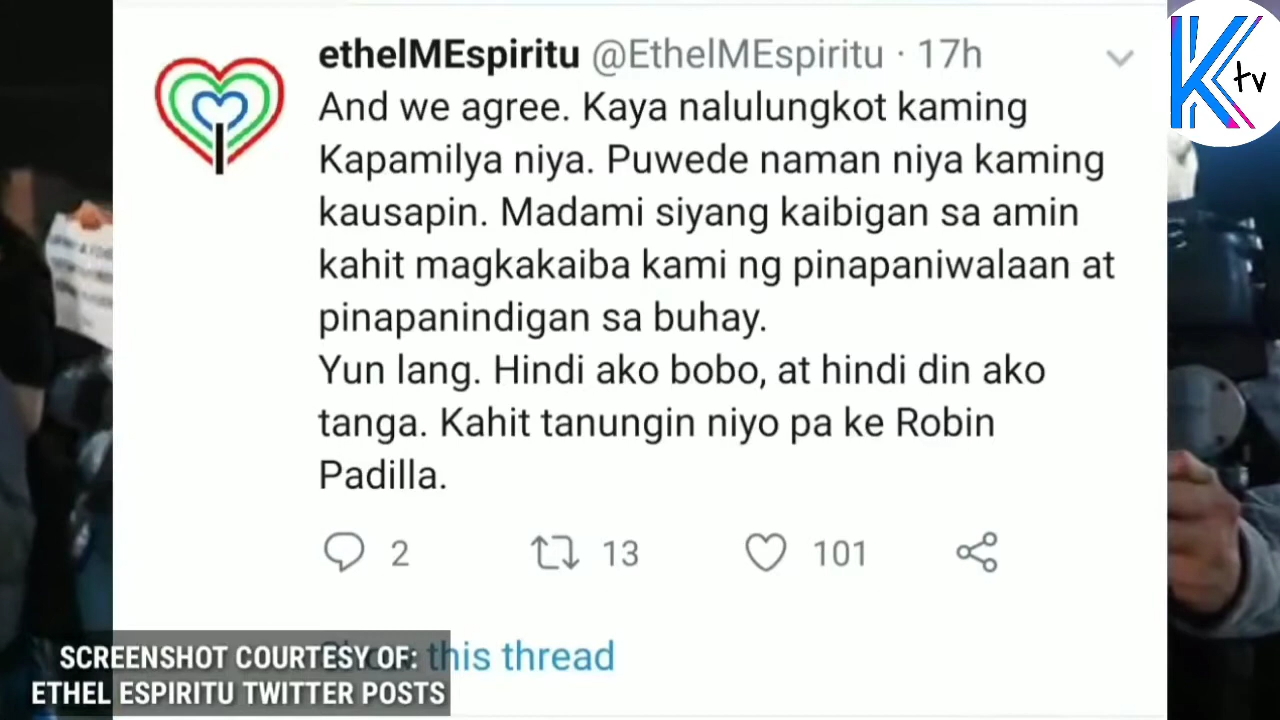 ethelMEspiritu @EthelMEspiritu · 17h
And we agree. Kaya nalulungkot kaming
Kapamilya niya. Puwede naman niya kaming
kausapin. Madami siyang kaibigan sa amin
kahit magkakaiba kami ng pinapaniwalaan at
pinapanindigan sa buhay.
Yun lang. Hindi ako bobo, at hindi din ako
tanga. Kahit tanungin niyo pa ke Robin
Padilla.
2 13 101
this thread
SCREENSHOT COURTESY OF:
ETHEL ESPIRITU TWITTER POSTS
K tv